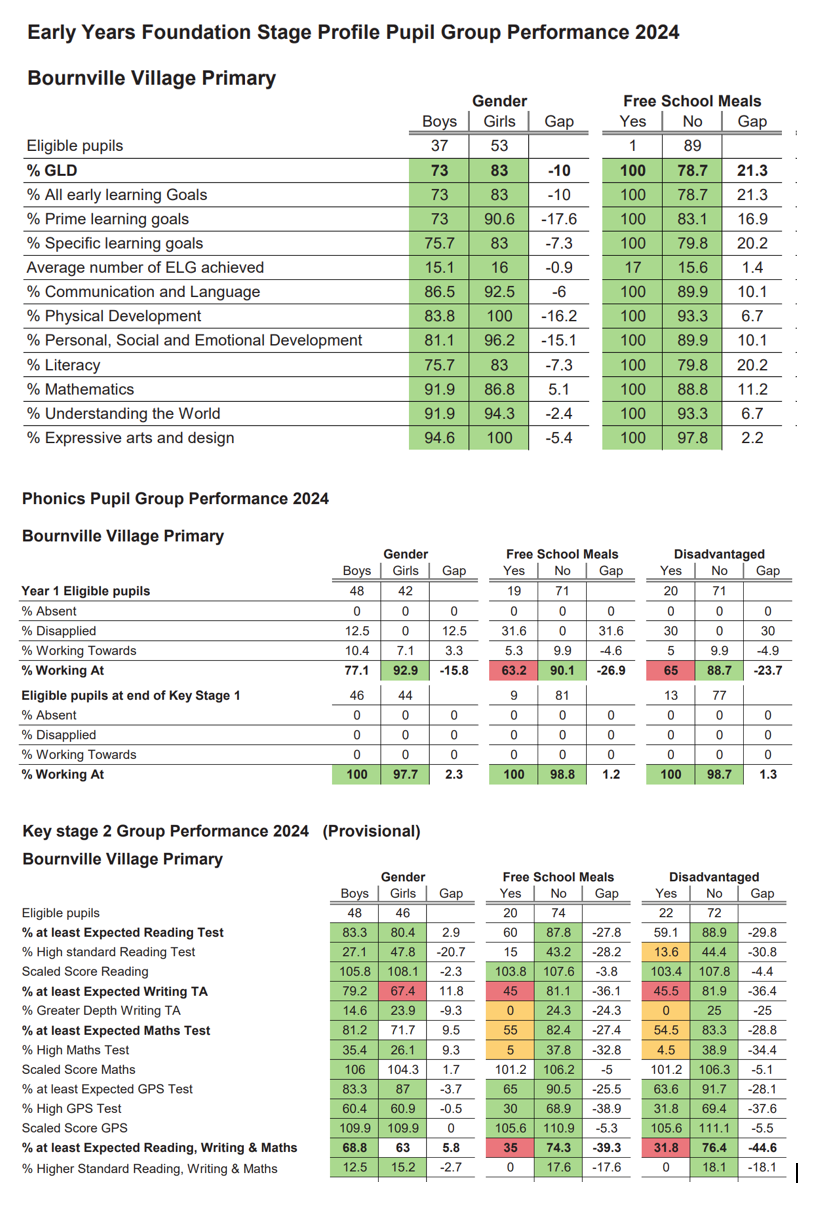 Early Years Foundation Stage Profile Pupil Group Performance 2024
Bournville Village Primary
Gender Free School Meals
Boys Girls Gap Yes No Gap
Eligible pupils 37 53 1 89
% GLD 73 83 -10 100 78.7 21.3
% All early learning Goals 73 83 -10 100 78.7 21.3
% Prime learning goals 73 90.6 -17.6 100 83.1 16.9
% Specific learning goals 75.7 83 -7.3 100 79.8 20.2
Average number of ELG achieved 15.1 16 -0.9 17 15.6 1.4
% Communication and Language 86.5 92.5 -6 100 89.9 10.1
% Physical Development 83.8 100 -16.2 100 93.3 6.7
% Personal, Social and Emotional Development 81.1 96.2 -15.1 100 89.9 10.1
% Literacy 75.7 83 -7.3 100 79.8 20.2
% Mathematics 91.9 86.8 5.1 100 88.8 11.2
% Understanding the World 91.9 94.3 -2.4 100 93.3 6.7
% Expressive arts and design 94.6 100 -5.4 100 97.8 2.2
Phonics Pupil Group Performance 2024
Bournville Village Primary
Gender Free School Meals Disadvantaged
Boys Girls Gap Yes No Gap Yes No Gap
Year 1 Eligible pupils 48 42 19 71 20 71
% Absent 0 0 0 0 0 0 0 0 0
% Disapplied 12.5 0 12.5 31.6 0 31.6 30 0 30
% Working Towards 10.4 7.1 3.3 5.3 9.9 -4.6 5 9.9 -4.9
% Working At 77.1 92.9 -15.8 63.2 90.1 -26.9 65 88.7 -23.7
Eligible pupils at end of Key Stage 1 46 44 9 81 13 77
% Absent 0 0 0 0 0 0 0 0 0
% Disapplied 0 0 0 0 0 0 0 0 0
% Working Towards 0 0 0 0 0 0 0 0 0
% Working At 100 97.7 2.3 100 98.8 1.2 100 98.7 1.3
Key stage 2 Group Performance 2024 (Provisional)
Bournville Village Primary
Gender Free School Meals Disadvantaged
Boys Girls Gap Yes No Gap Yes No Gap
Eligible pupils 48 46 20 74 22 72
% at least Expected Reading Test 83.3 80.4 2.9 60 87.8 -27.8 59.1 88.9 -29.8
% High standard Reading Test 27.1 47.8 -20.7 15 43.2 -28.2 13.6 44.4 -30.8
Scaled Score Reading 105.8 108.1 -2.3 103.8 107.6 -3.8 103.4 107.8 -4.4
% at least Expected Writing TA 79.2 67.4 11.8 45 81.1 -36.1 45.5 81.9 -36.4
% Greater Depth Writing TA 14.6 23.9 -9.3 0 24.3 -24.3 0 25 -25
% at least Expected Maths Test 81.2 71.7 9.5 55 82.4 -27.4 54.5 83.3 -28.8
% High Maths Test 35.4 26.1 9.3 5 37.8 -32.8 4.5 38.9 -34.4
Scaled Score Maths 106 104.3 1.7 101.2 106.2 -5 101.2 106.3 -5.1
% at least Expected GPS Test 83.3 87 -3.7 65 90.5 -25.5 63.6 91.7 -28.1
% High GPS Test 60.4 60.9 -0.5 30 68.9 -38.9 31.8 69.4 -37.6
Scaled Score GPS 109.9 109.9 0 105.6 110.9 -5.3 105.6 111.1 -5.5
% at least Expected Reading, Writing & Maths 68.8 63 5.8 35 74.3 -39.3 31.8 76.4 -44.6
% Higher Standard Reading, Writing & Maths 12.5 15.2 -2.7 0 17.6 -17.6 0 18.1 -18.1